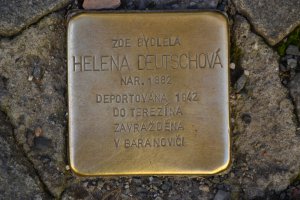 ZDE BYDLELA
HELENA DEUTSCHOVÁ
NAR. 1882
DEPORTOVÁNA 1942
DO TEREZÍNA
ZAVRAŽDĚNA
V BARANOVIČI